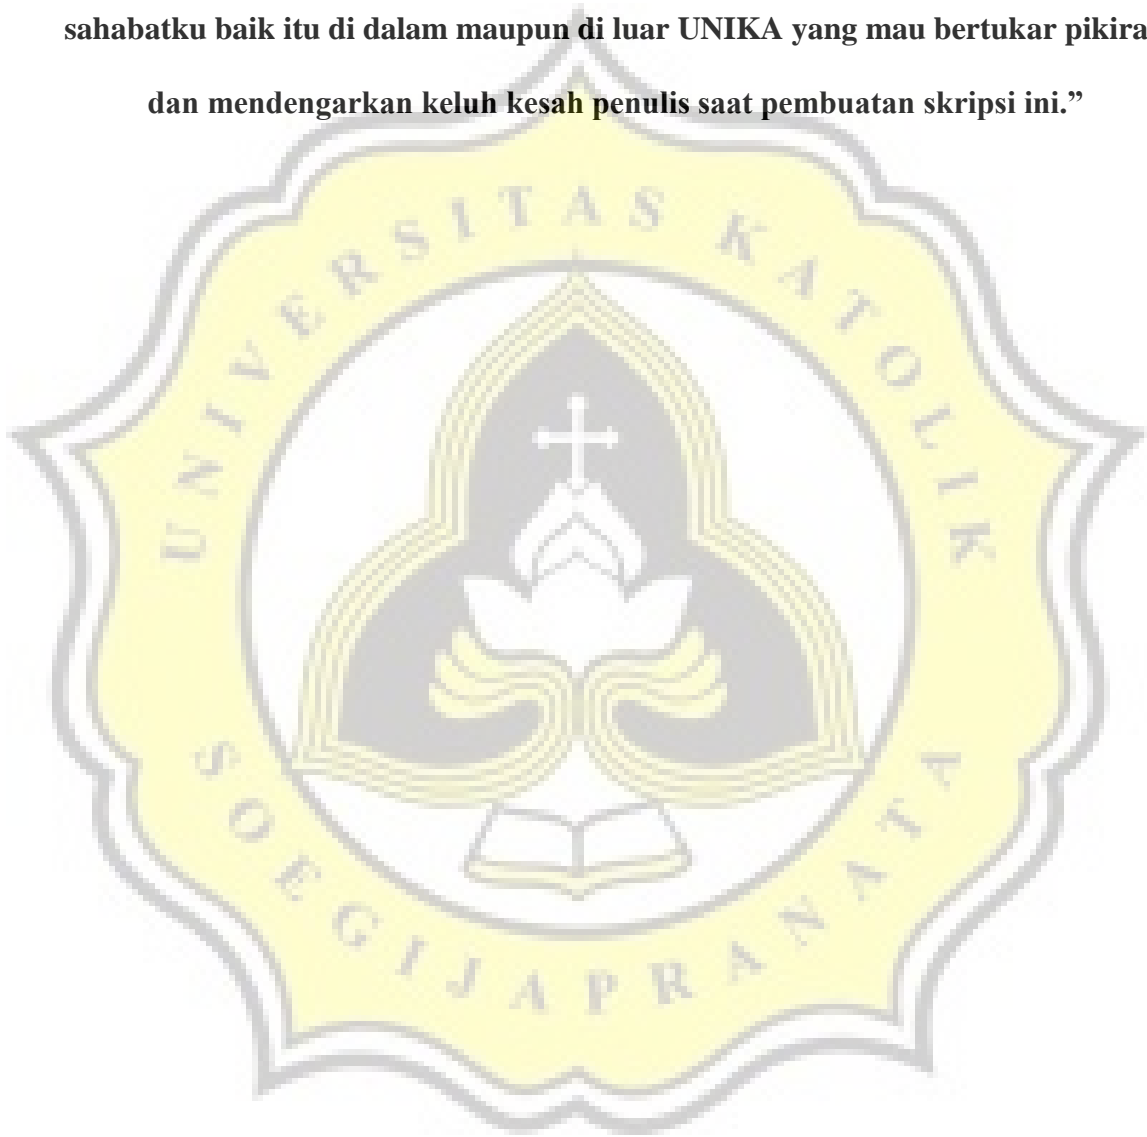 sahabatku baik itu di dalam maupun di luar UNIKA yang mau bertukar pikira
dan mendengarkan keluh kesah penulis saat pembuatan skripsi ini.”
UNIVERSITAS KATOLIK
SOEGIJAPRANATA